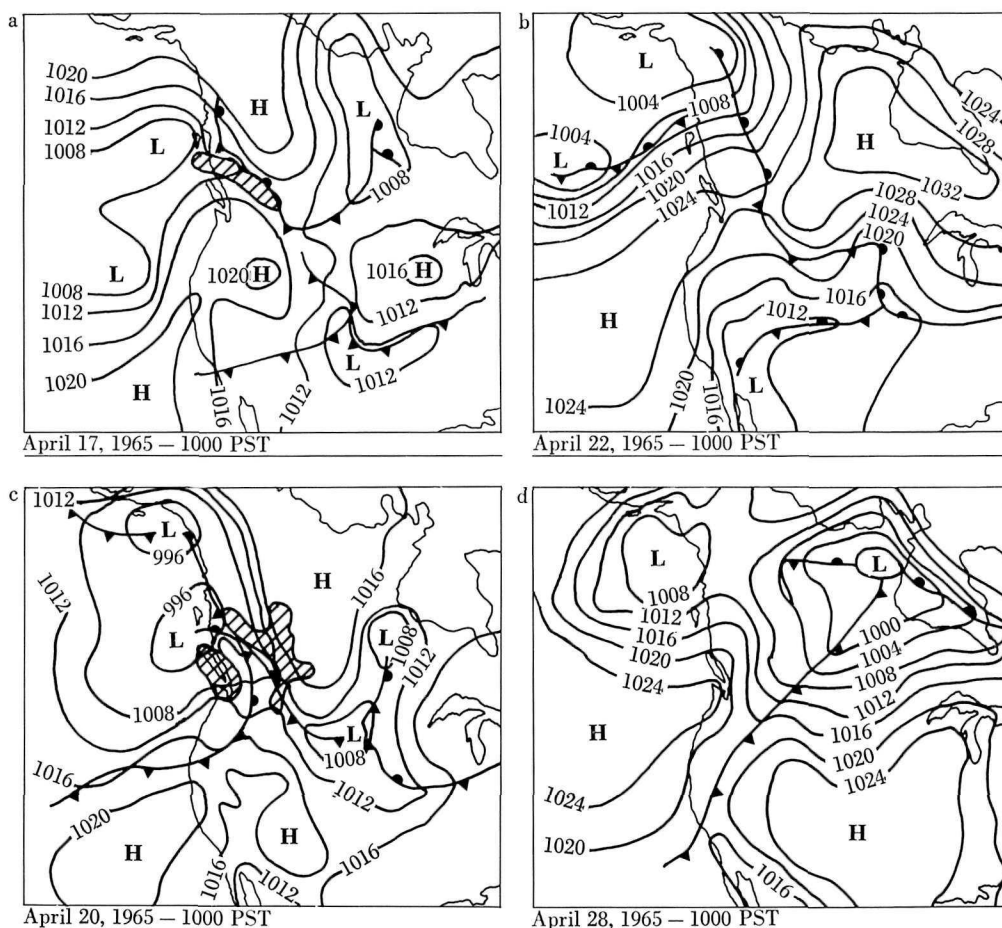 a
1020
1016
1012
1008
L
H
L
1008
L
1020 H
1016 H
1008
1012
1016
1020
H
1012
L
1012
1016
1012
April 17, 1965 — 1000 PST
b
L
1004
1008
1004
L
1012
1016
1020
1024
1024
1028
H
1032
1028
1024
1020
1016
1012
H
L
1024
1020
1016
April 22, 1965 — 1000 PST
c
1012
L
996
H
1016
996
1012
L
L
1008
1012
1008
L
1008
1016
1012
1020
H
H
1016
1012
1016
April 20, 1965 — 1000 PST
d
L
L
1008
1012
1016
1020
1024
1000
1004
1008
1012
1016
1020
1024
H
1024
1020
H
1016
April 28, 1965 — 1000 PST